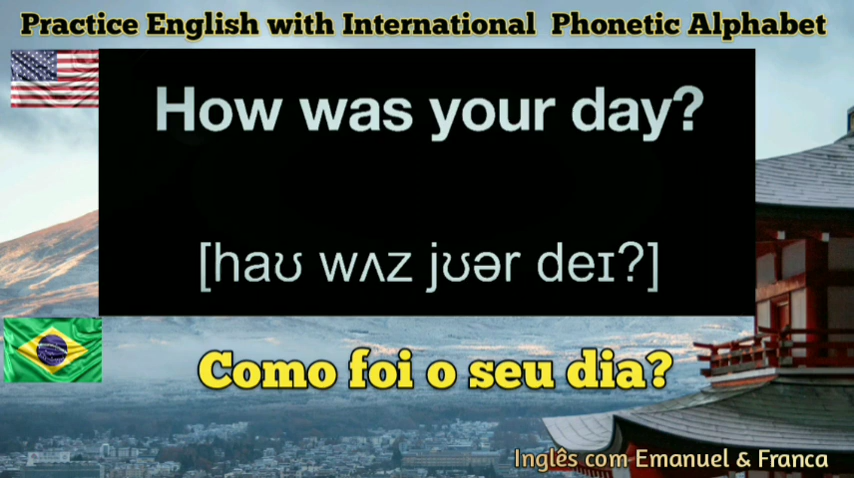 Practice English with International Phonetic Alphabet
How was your day?
[haʊ wʌz jʊər deɪ?]
Como foi o seu dia?
Inglês com Emanuel & Franca